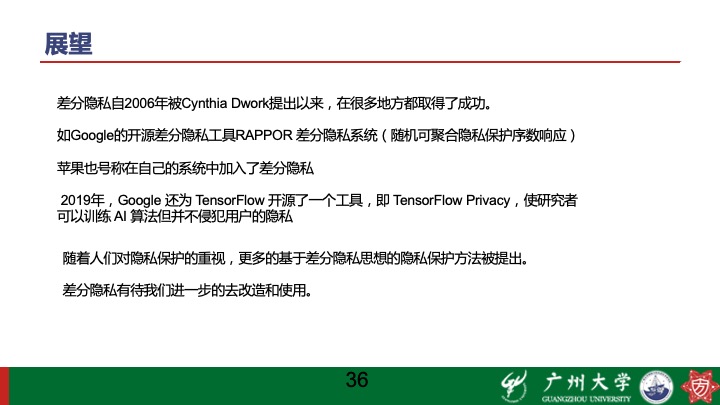 展望
差分隐私自2006年被Cynthia Dwork提出以来，在很多地方都取得了成功。
如Google的开源差分隐私工具RAPPOR 差分隐私系统（随机可聚合隐私保护序数响应）
苹果也号称在自己的系统中加入了差分隐私
2019年，Google 还为 TensorFlow 开源了一个工具，即 TensorFlow Privacy，使研究者
可以训练 AI 算法但并不侵犯用户的隐私
随着人们对隐私保护的重视，更多的基于差分隐私思想的隐私保护方法被提出。
差分隐私有待我们进一步的去改造和使用。
36
广州大学
GUANGZHOU UNIVERSITY